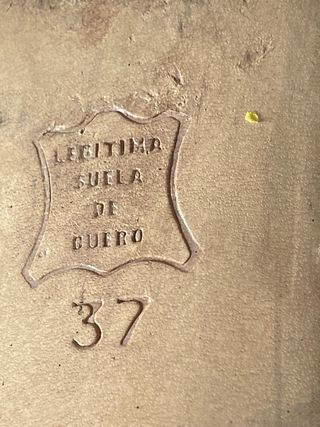 LEGITIMA
SUELA
DE
CUERO
37